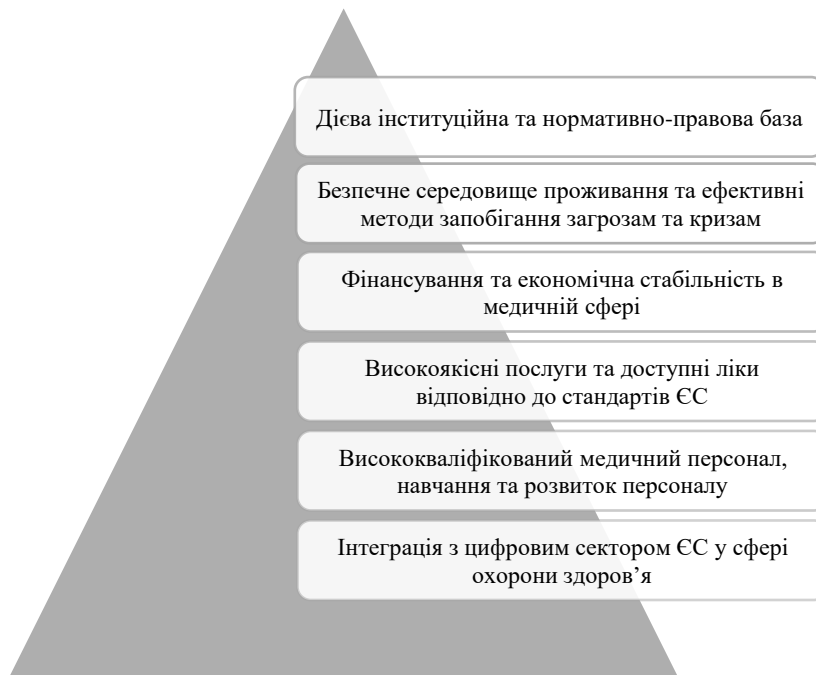 Дієва інституційна та нормативно-правова база
Безпечне середовище проживання та ефективні
методи запобігання загрозам та кризам
Фінансування та економічна стабільність в
медичній сфері
Високоякісні послуги та доступні ліки
відповідно до стандартів ЄС
Висококваліфікований медичний персонал,
навчання та розвиток персоналу
Інтеграція з цифровим сектором ЄС у сфері
охорони здоров’я